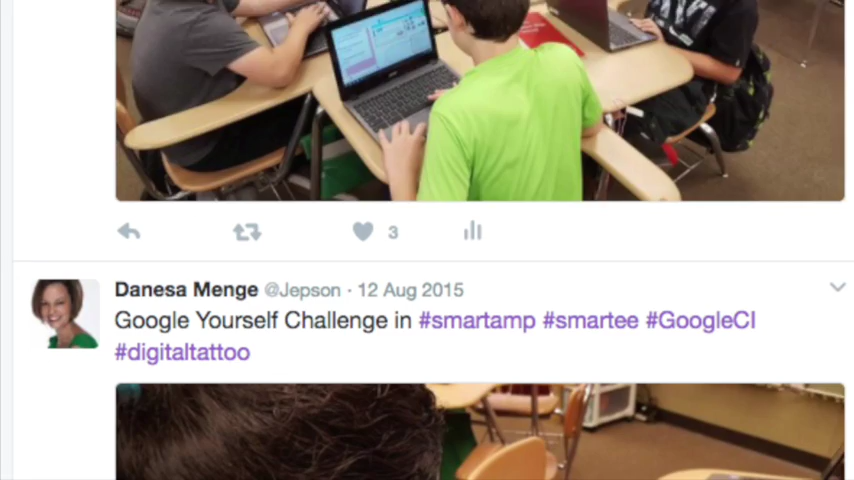 3
Danesa Menge @Jepson · 12 Aug 2015
Google Yourself Challenge in #smartamp #smartee #GoogleCI
#digitaltattoo